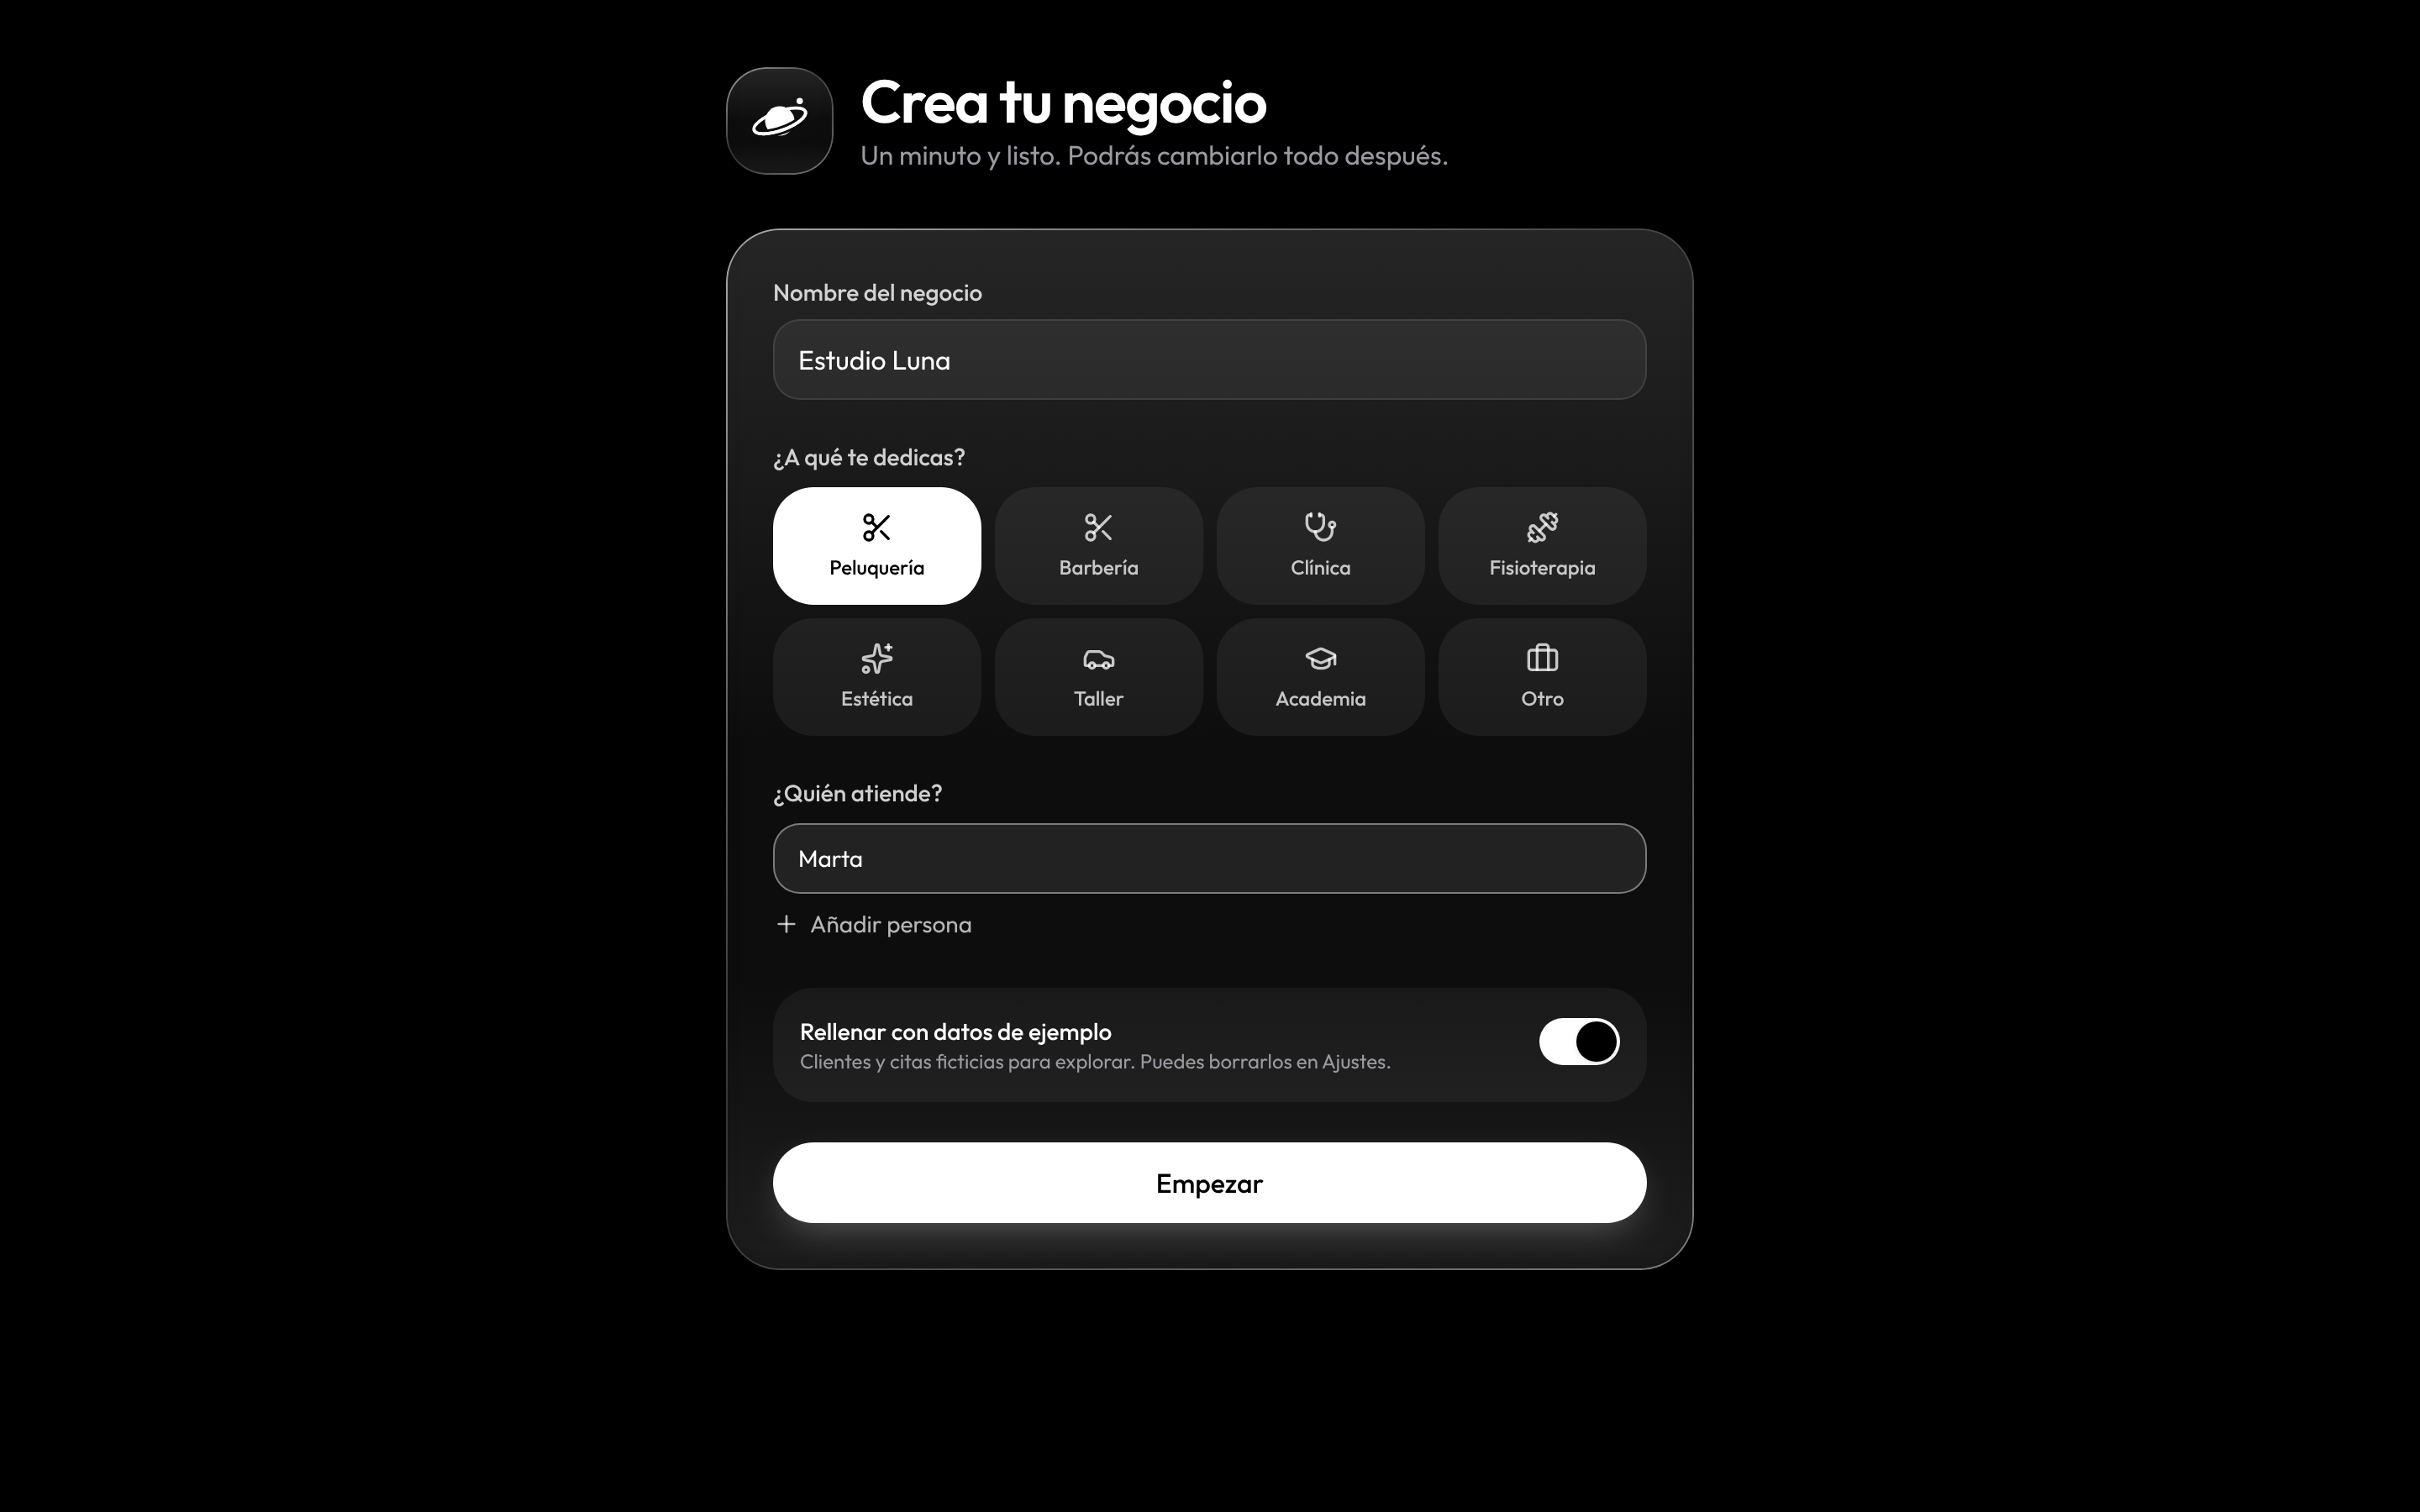 Crea tu negocio
Un minuto y listo. Podrás cambiarlo todo después.
Nombre del negocio
Estudio Luna
¿A qué te dedicas?
Peluquería
Barbería
Clínica
Fisioterapia
Estética
Taller
Academia
Otro
¿Quién atiende?
Marta
Añadir persona
Rellenar con datos de ejemplo
Clientes y citas ficticias para explorar. Puedes borrarlos en Ajustes.
Empezar